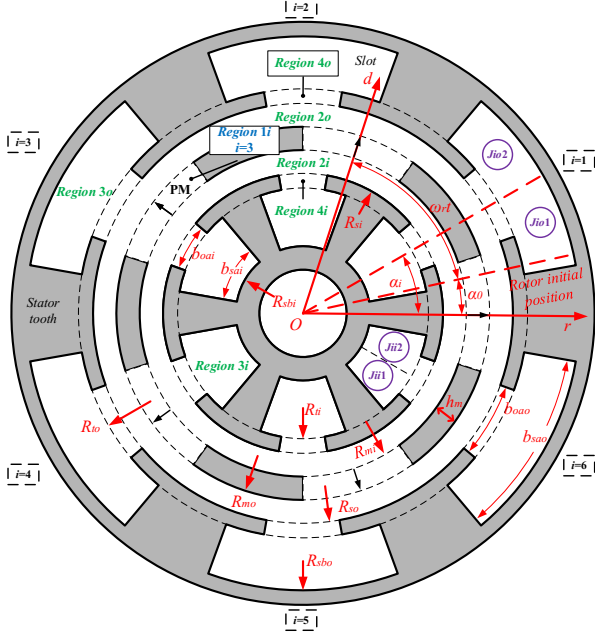 i=2
Region 4o
Slot
d
Region 2o
Region 1i
i=3
i=3
Jio2
i=1
Region 2i
PM
Region 3o
Region 4i
Rsi
ωrt
Jio1
boai
bsai
αi
α0
Rotor initial
position
Rsbi
Stator
tooth
O
r
Region 3i
Jii2
Jii1
Rto
Rti
Rmi
hm
boao
bsao
i=4
Rmo
Rso
i=6
Rsbo
i=5